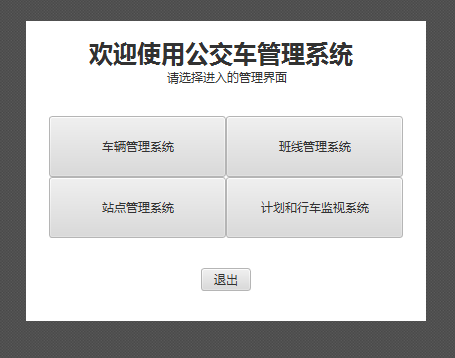 欢迎使用公交车管理系统
请选择进入的管理界面
车辆管理系统
班线管理系统
站点管理系统
计划和行车监视系统
退出